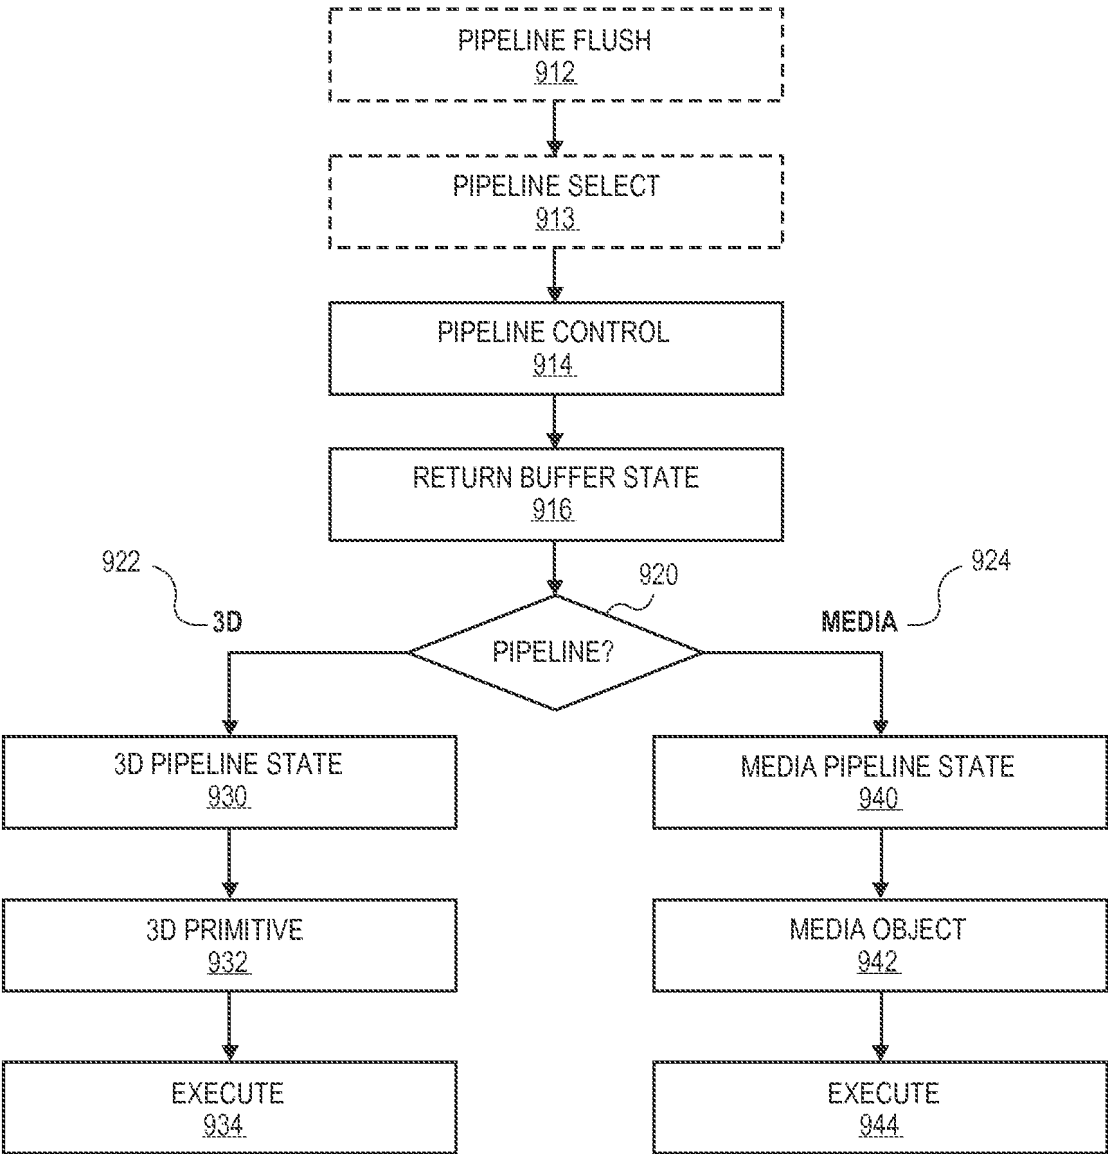 PIPELINE FLUSH
912
PIPELINE SELECT
913
PIPELINE CONTROL
914
RETURN BUFFER STATE
916
922
3D
920
924
MEDIA
PIPELINE?
3D PIPELINE STATE
930
MEDIA PIPELINE STATE
940
3D PRIMITIVE
932
MEDIA OBJECT
942
EXECUTE
934
EXECUTE
944